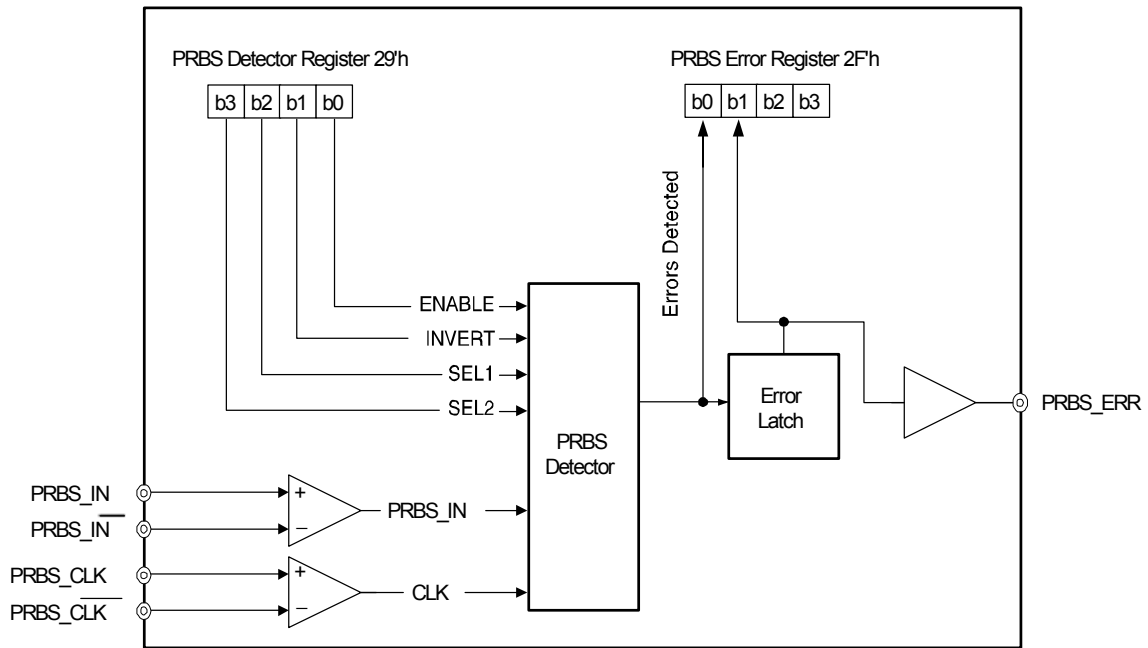 PRBS Detector Register 29'h
b3 b2 b1 b0
PRBS Error Register 2F'h
b0 b1 b2 b3
Errors Detected
ENABLE
INVERT
SEL1
SEL2
PRBS
Detector
Error
Latch
PRBS_ERR
PRBS_IN
PRBS_IN
+
−
PRBS_IN
PRBS_CLK
PRBS_CLK
+
−
CLK